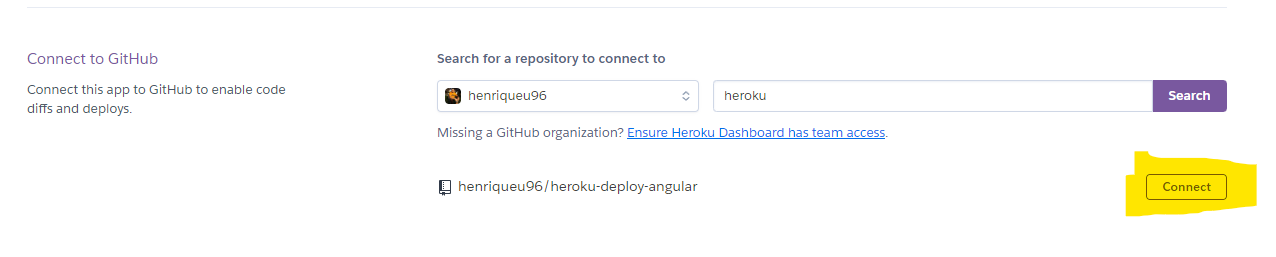 Connect to GitHub
Connect this app to GitHub to enable code
diffs and deploys.
Search for a repository to connect to
henriqueu96
heroku
Search
Missing a GitHub organization? Ensure Heroku Dashboard has team access.
henriqueu96/heroku-deploy-angular
Connect